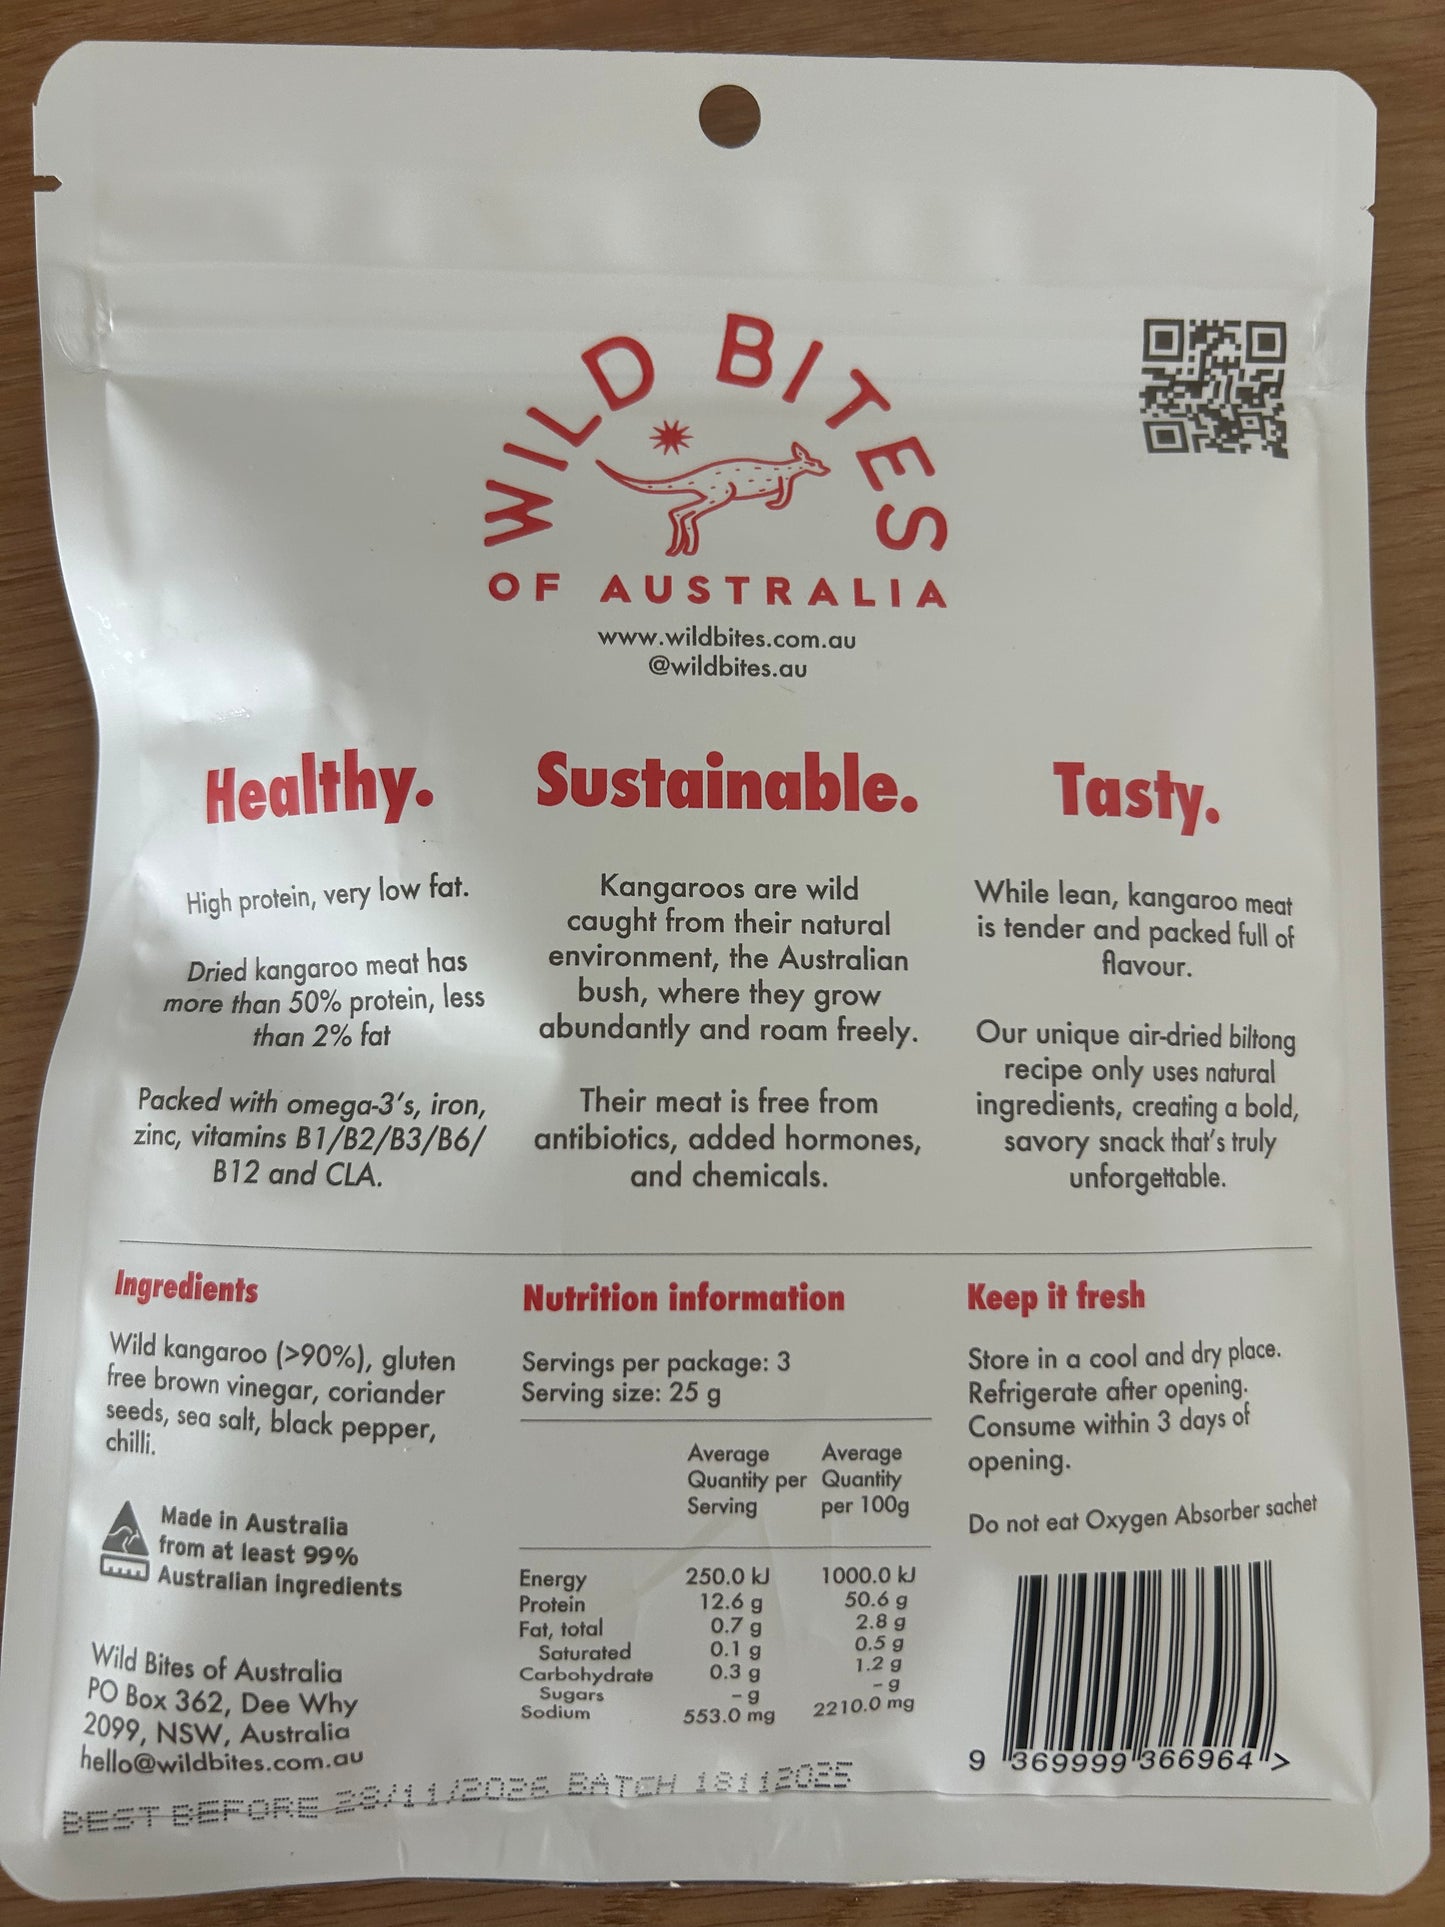 WILD BITES
OF AUSTRALIA
www.wildbites.com.au
@wildbites.au
Healthy.
High protein, very low fat.
Dried kangaroo meat has
more than 50% protein, less
than 2% fat
Packed with omega-3's, iron,
zinc, vitamins B1/B2/B3/B6/
B12 and CLA.
Sustainable.
Kangaroos are wild
caught from their natural
environment, the Australian
bush, where they grow
abundantly and roam freely.
Their meat is free from
antibiotics, added hormones,
and chemicals.
Tasty.
While lean, kangaroo meat
is tender and packed full of
flavour.
Our unique air-dried biltong
recipe only uses natural
ingredients, creating a bold,
savory snack that's truly
unforgettable.
Ingredients
Wild kangaroo (>90%), gluten
free brown vinegar, coriander
seeds, sea salt, black pepper,
chilli.
Made in Australia
from at least 99%
Australian ingredients
Wild Bites of Australia
PO Box 362, Dee Why
2099, NSW, Australia
hello@wildbites.com.au
Nutrition information
Servings per package: 3
Serving size: 25 g
Average Quantity per Serving Average Quantity per 100g
Energy 250.0 kJ 1000.0 kJ
Protein 12.6 g 50.6 g
Fat, total 0.7 g 2.8 g
Saturated 0.1 g 0.5 g
Carbohydrate 0.3 g 1.2 g
Sugars – g – g
Sodium 553.0 mg 2210.0 mg
Keep it fresh
Store in a cool and dry place.
Refrigerate after opening.
Consume within 3 days of
opening.
Do not eat Oxygen Absorber sachet
9 369999 366964 >
BEST BEFORE 28/11/2026 BATCH 18112025